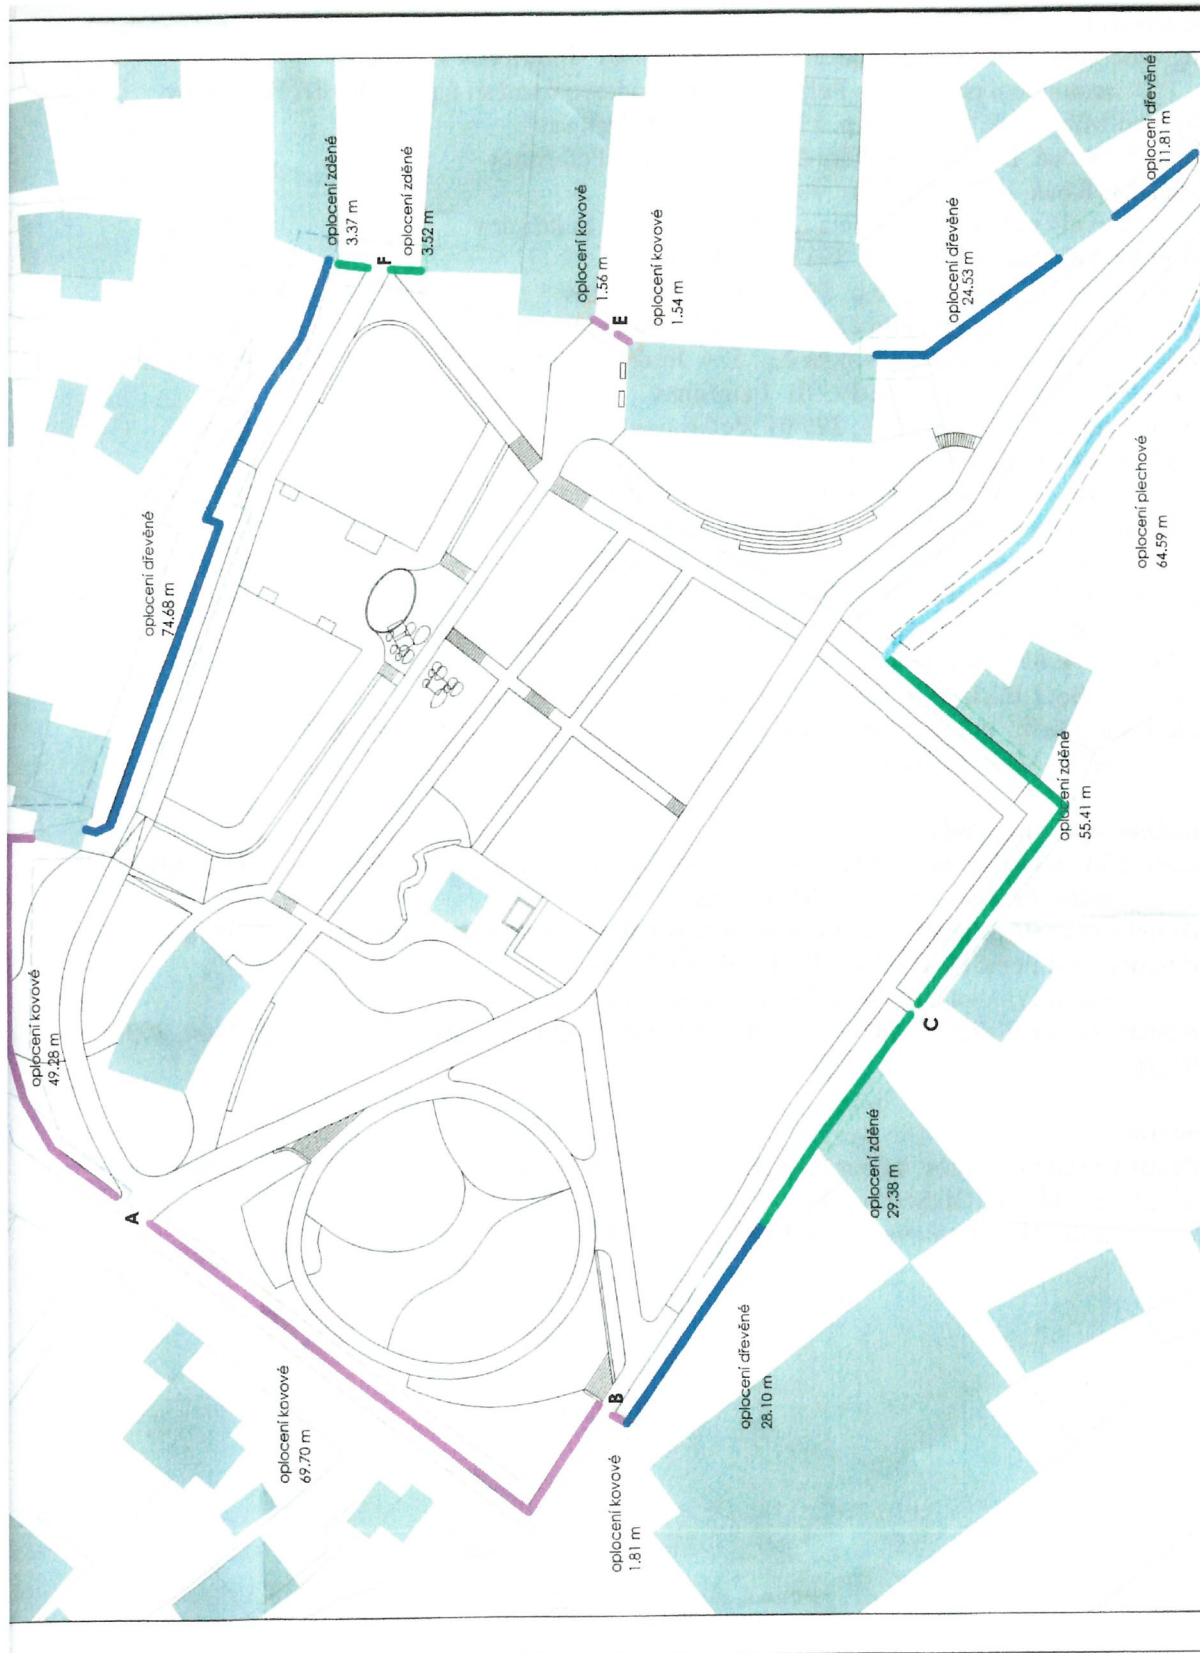 oplocení zděné
3.37 m
F
oplocení zděné
3.52 m
oplocení kovové
1.56 m
E
oplocení kovové
1.54 m
oplocení dřevěné
11.81 m
oplocení dřevěné
24.53 m
oplocení dřevěné
74.68 m
oplocení plechové
64.59 m
oplocení zděné
55.41 m
oplocení kovové
49.28 m
C
oplocení zděné
29.38 m
A
oplocení dřevěné
28.10 m
B
oplocení kovové
69.70 m
oplocení kovové
1.81 m